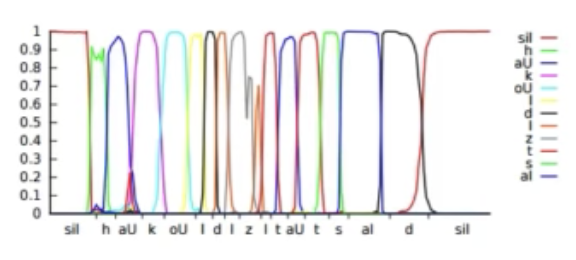 1
0.9
0.8
0.7
0.6
0.5
0.4
0.3
0.2
0.1
0
sil h aU k oU l d I z I t aU t s aI d sil
sil
h
aU
k
oU
l
d
I
z
t
s
aI